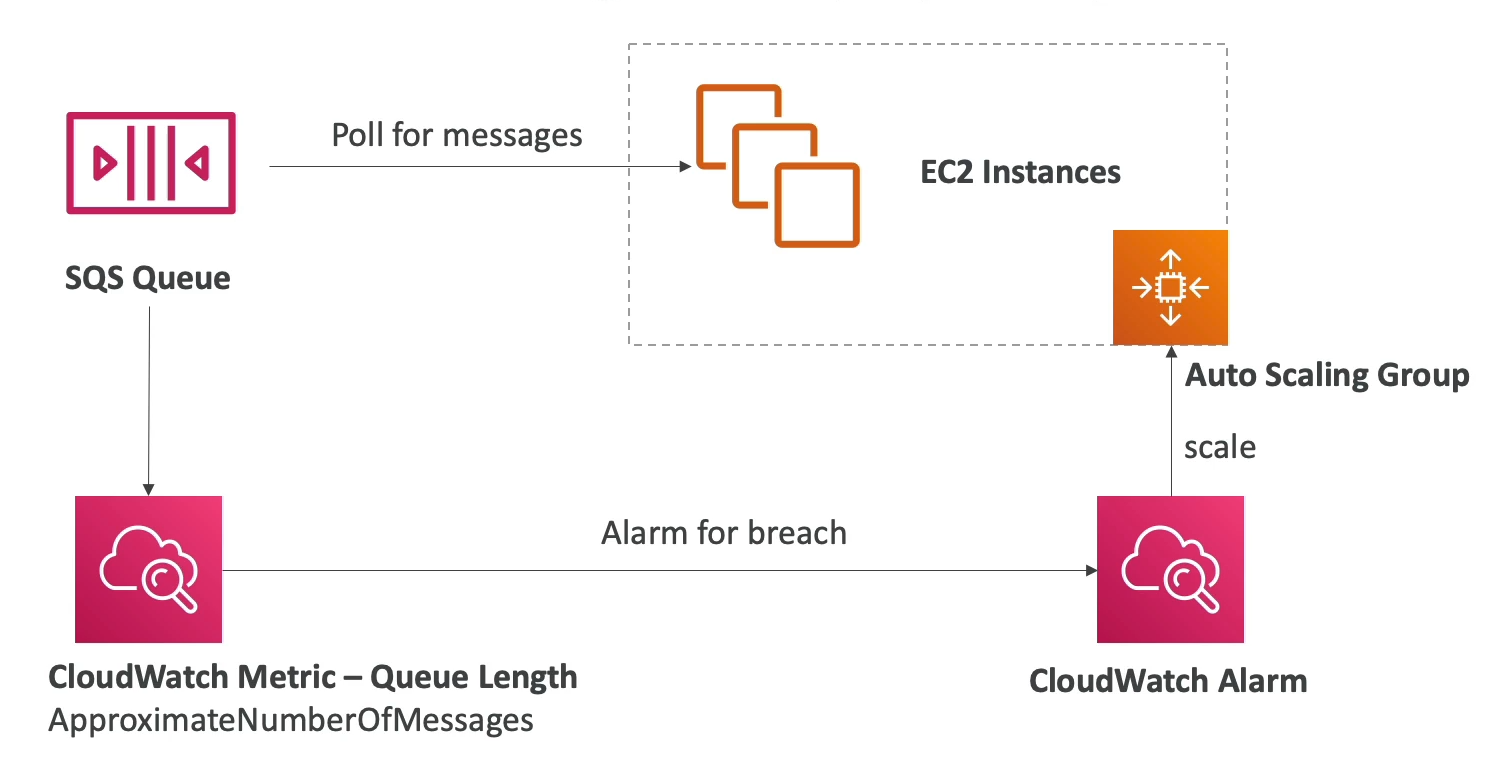 Poll for messages
EC2 Instances
SQS Queue
Auto Scaling Group
scale
Alarm for breach
CloudWatch Metric – Queue Length
ApproximateNumberOfMessages
CloudWatch Alarm